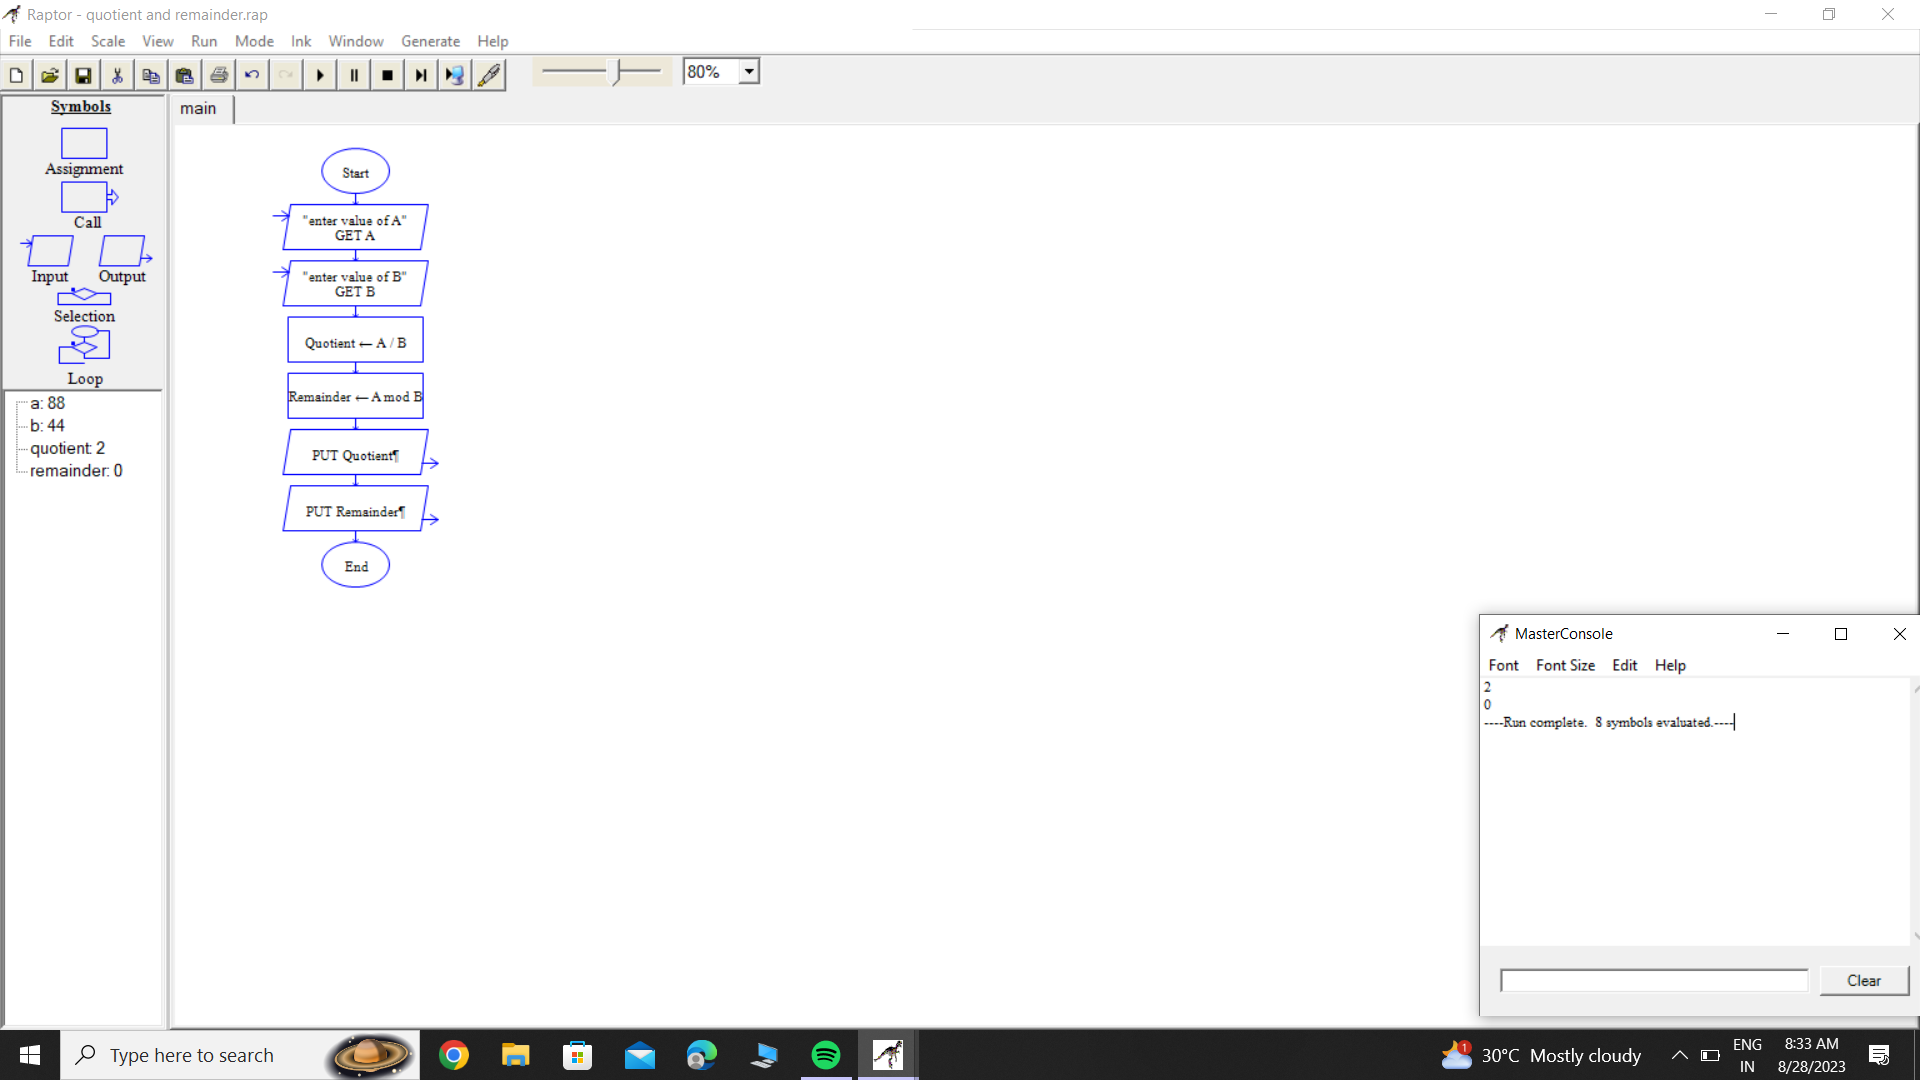 Raptor - quotient and remainder.rap
File Edit Scale View Run Mode Ink Window Generate Help
80%
Symbols
main
Assignment
Call
Input Output
Selection
Loop
a: 88
b: 44
quotient: 2
remainder: 0
Start
"enter value of A"
GET A
"enter value of B"
GET B
Quotient ← A / B
Remainder ← A mod B
PUT Quotient¶
PUT Remainder¶
End
MasterConsole
Font Font Size Edit Help
2
0
----Run complete.  8 symbols evaluated.----
Clear
Type here to search
1
30°C Mostly cloudy
ENG
IN
8:33 AM
8/28/2023